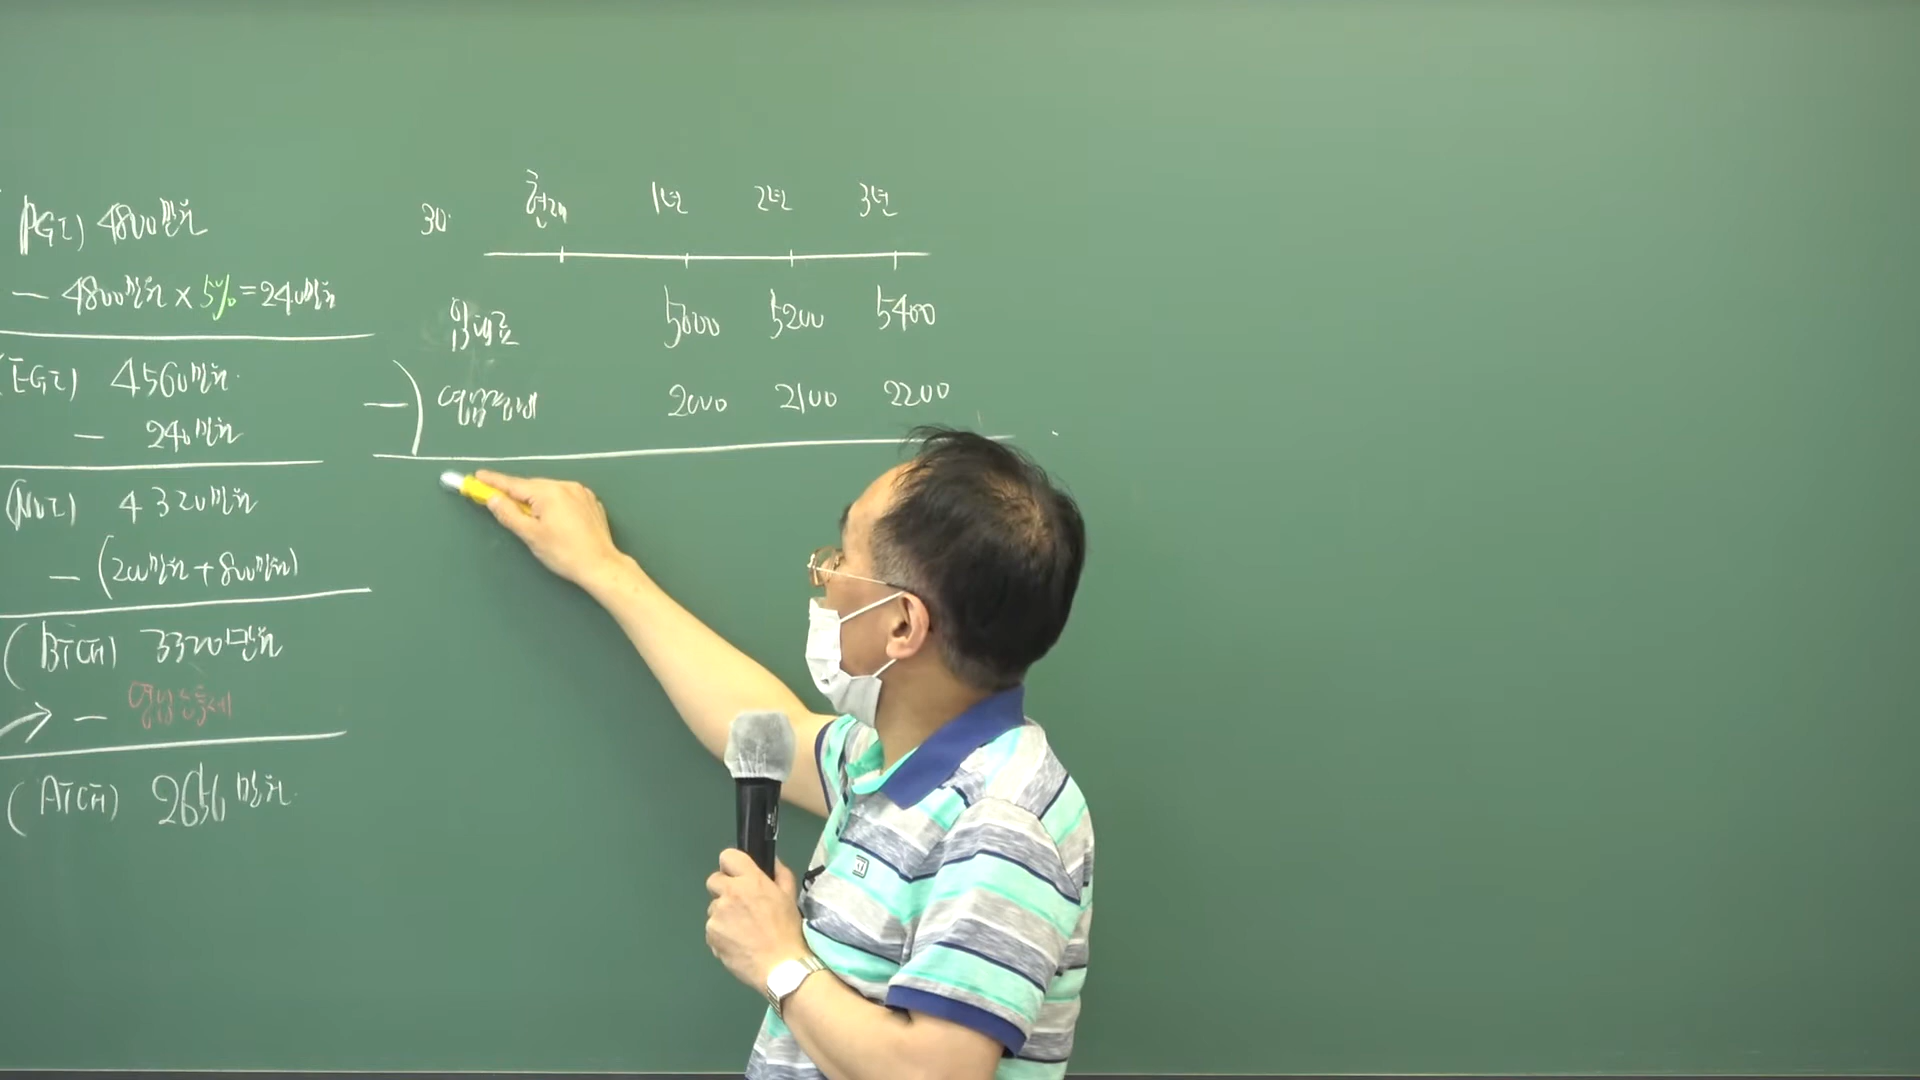 PGI) 4800만원
— 4800만원 × 5% = 240만원
(EGI) 4560만원
— 240만원
(NOI) 4320만원
— (200만원 + 800만원)
(BTCF) 3320만원
— 영업소득세
(ATCF) 2656만원
30. 현재 1년 2년 3년
임대료 5000 5200 5400
—) 영업경비 2000 2100 2200